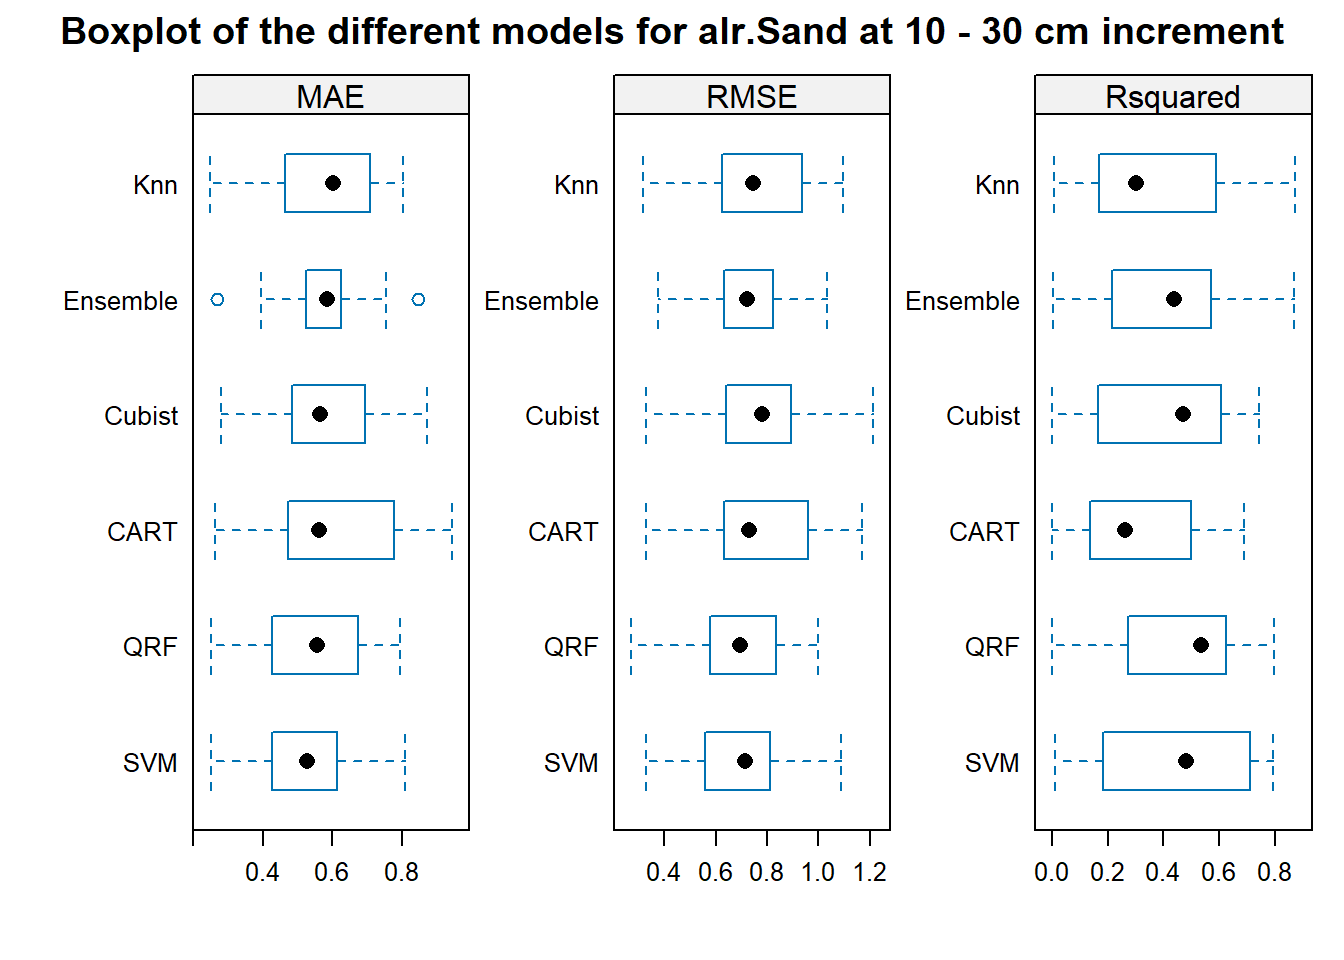 Boxplot of the different models for alr.Sand at 10 - 30 cm increment
MAE RMSE Rsquared
Knn Knn Knn
Ensemble Ensemble Ensemble
Cubist Cubist Cubist
CART CART CART
QRF QRF QRF
SVM SVM SVM
0.4 0.6 0.8 0.4 0.6 0.8 1.0 1.2 0.0 0.2 0.4 0.6 0.8